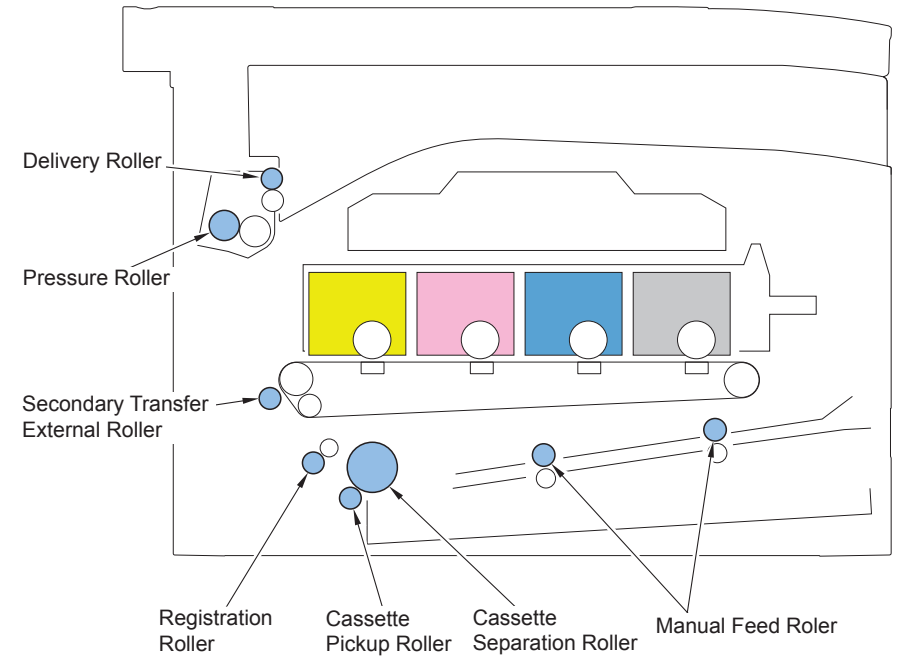 Delivery Roller
Pressure Roller
Secondary Transfer
External Roller
Registration
Roller
Cassette
Pickup Roller
Cassette
Separation Roller
Manual Feed Roler